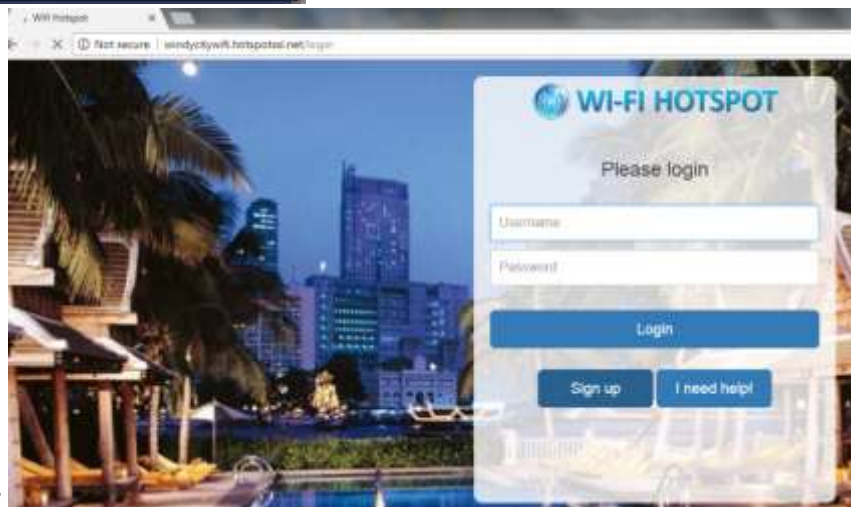 Wifi Hotspot
Not secure | windycitywifi.hotspotsl.net/login
WI-FI HOTSPOT
Please login
Username
Password
Login
Sign up
I need help!